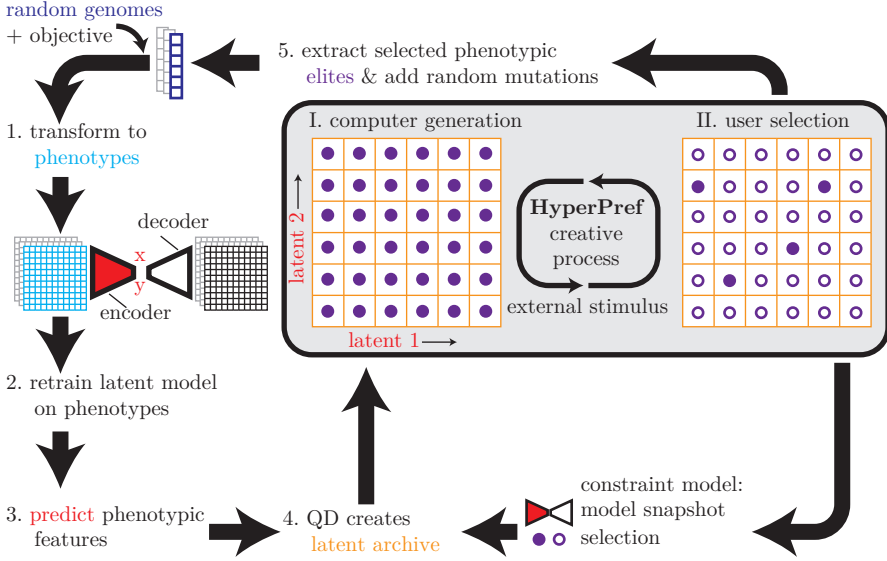 random genomes
+ objective
1. transform to
phenotypes
decoder
x
y
encoder
2. retrain latent model
on phenotypes
3. predict phenotypic
features
4. QD creates
latent archive
5. extract selected phenotypic
elites & add random mutations
I. computer generation
latent 2
latent 1
HyperPref
creative
process
external stimulus
II. user selection
constraint model:
model snapshot
selection